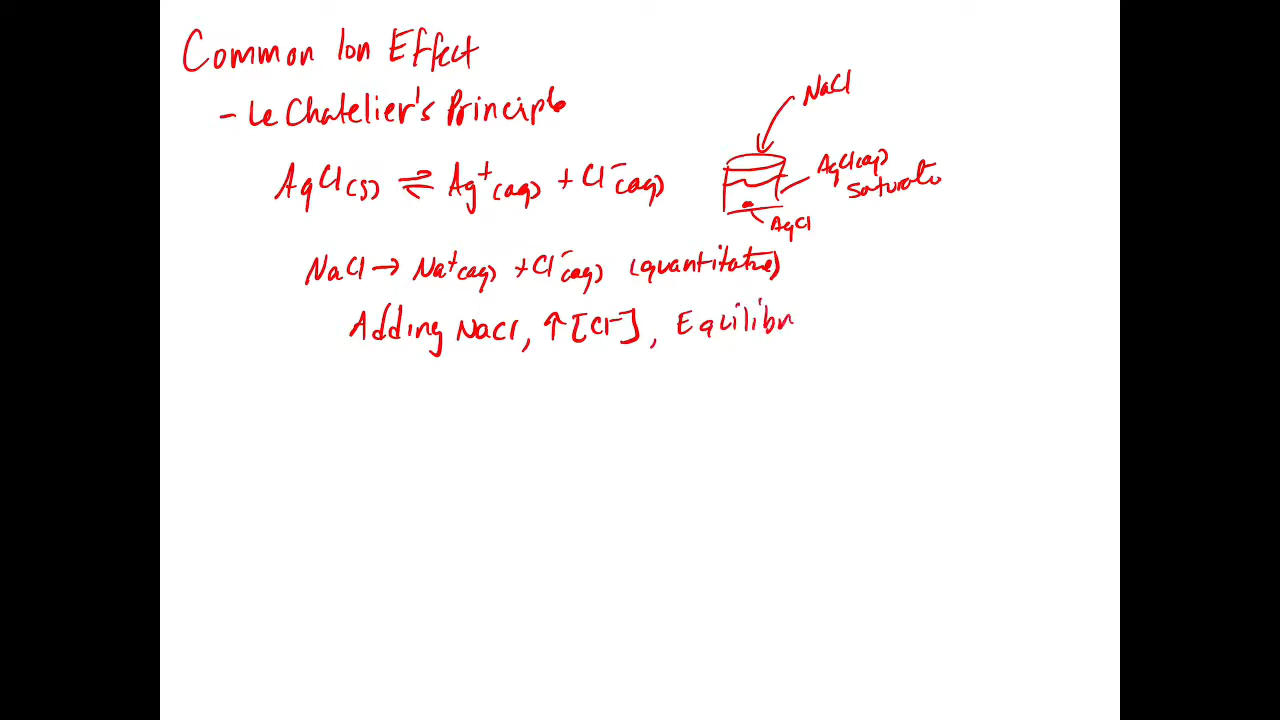 Common Ion Effect
- Le Chatelier's Principle
NaCl
AgCl(s) ⇌ Ag⁺(aq) + Cl⁻(aq)
AgCl(aq)
saturate
AgCl
NaCl → Na⁺(aq) + Cl⁻(aq) (quantitative)
Adding NaCl, ↑[Cl⁻], Equilibr